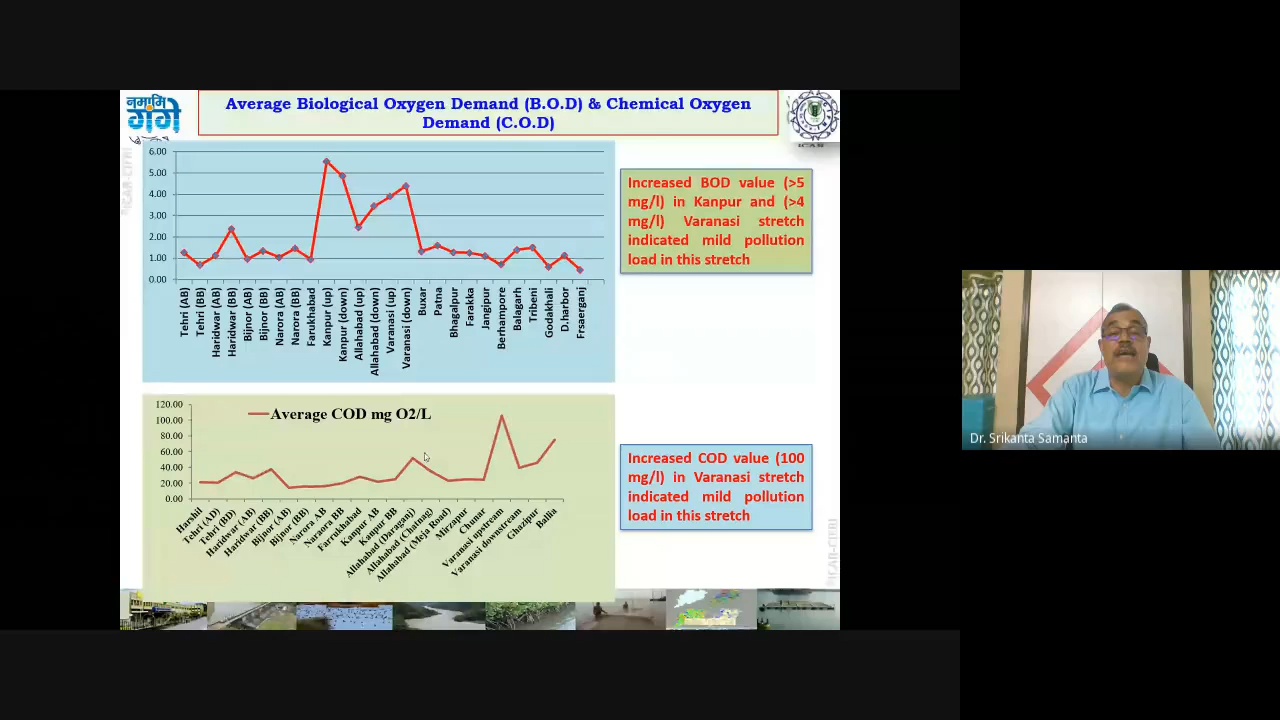 नमामि
गंगे
Average Biological Oxygen Demand (B.O.D) & Chemical Oxygen
Demand (C.O.D)
ICAR
ICAR-CIFRI
6.00
5.00
4.00
3.00
2.00
1.00
0.00
Tehri (AB)
Tehri (BB)
Haridwar (AB)
Haridwar (BB)
Bijnor (AB)
Bijnor (BB)
Narora (AB)
Narora (BB)
Farukhabad
Kanpur (up)
Kanpur (down)
Allahabad (up)
Allahabad (down)
Varanasi (up)
Varanasi (down)
Buxar
Patna
Bhagalpur
Farakka
Jangipur
Berhampore
Balagarh
Tribeni
Godakhali
D.harbor
Frsaerganj
Increased BOD value (>5
mg/l) in Kanpur and (>4
mg/l) Varanasi stretch
indicated mild pollution
load in this stretch
Average COD mg O2/L
120.00
100.00
80.00
60.00
40.00
20.00
0.00
Harshil
Tehri (AD)
Tehri (BD)
Haridwar (AB)
Haridwar (BB)
Bijnor (AB)
Bijnor (BB)
Narora AB
Narora BB
Farrukhabad
Kanpur AB
Kanpur BB
Allahabad (Daraganj)
Allahabad (Chatnag)
Allahabad (Meja Road)
Mirzapur
Chunar
Varanasi upstream
Varanasi downstream
Ghazipur
Ballia
Increased COD value (100
mg/l) in Varanasi stretch
indicated mild pollution
load in this stretch
ICAR-CIFRI
Dr. Srikanta Samanta